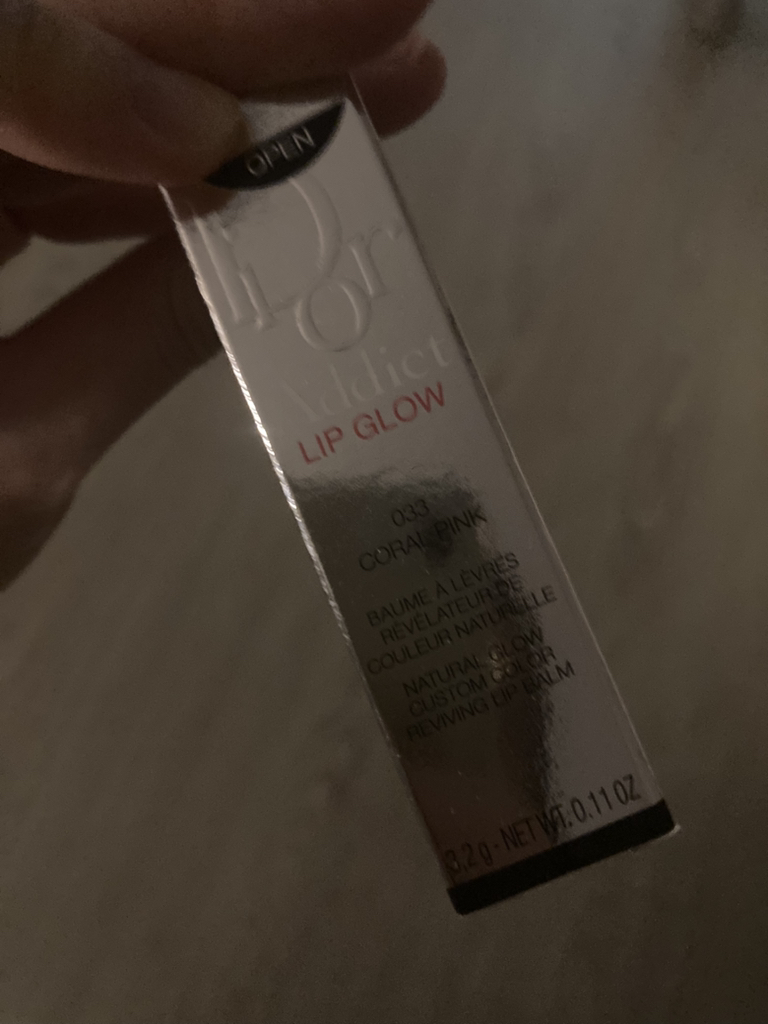 OPEN
Dior
Addict
LIP GLOW
033
CORAL PINK
BAUME À LÈVRES
RÉVÉLATEUR DE
COULEUR NATURELLE
NATURAL GLOW
CUSTOM COLOR
REVIVING LIP BALM
3,2 g - NET WT. 0.11 OZ